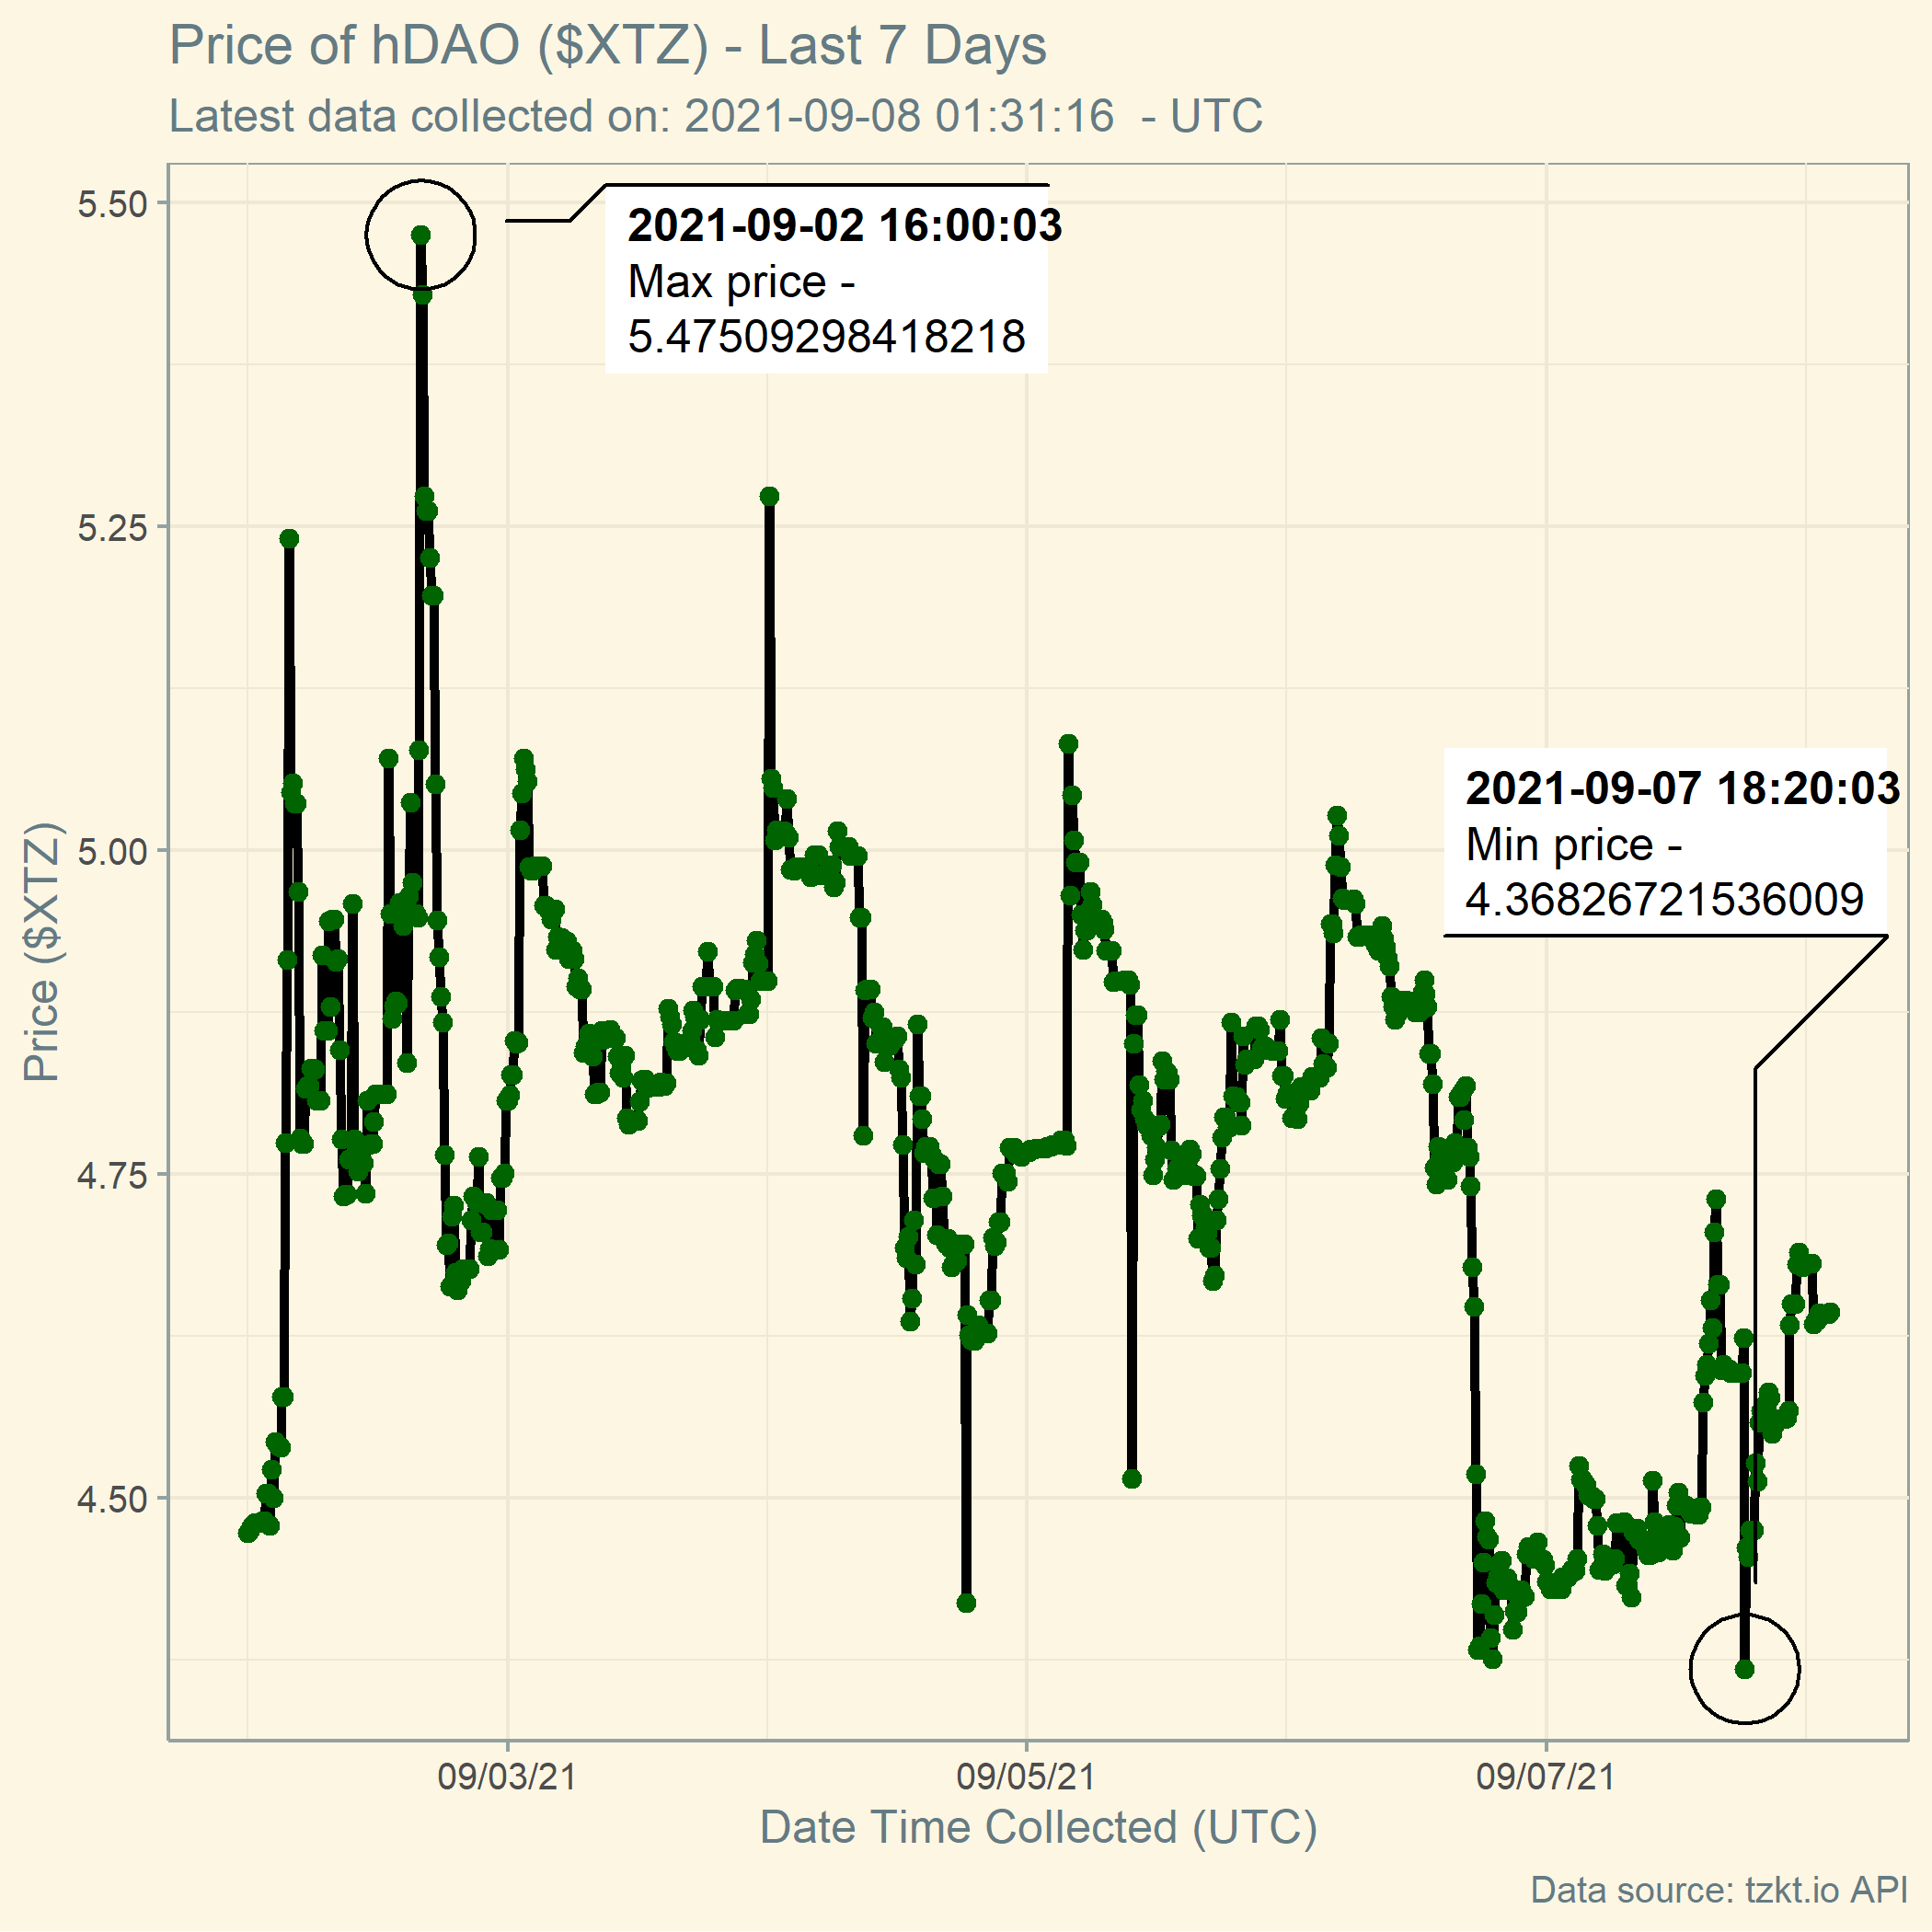 Price of hDAO ($XTZ) - Last 7 Days
Latest data collected on: 2021-09-08 01:31:16  - UTC
5.50
5.25
5.00
4.75
4.50
Price ($XTZ)
2021-09-02 16:00:03
Max price -
5.47509298418218
2021-09-07 18:20:03
Min price -
4.36826721536009
09/03/21
09/05/21
09/07/21
Date Time Collected (UTC)
Data source: tzkt.io API